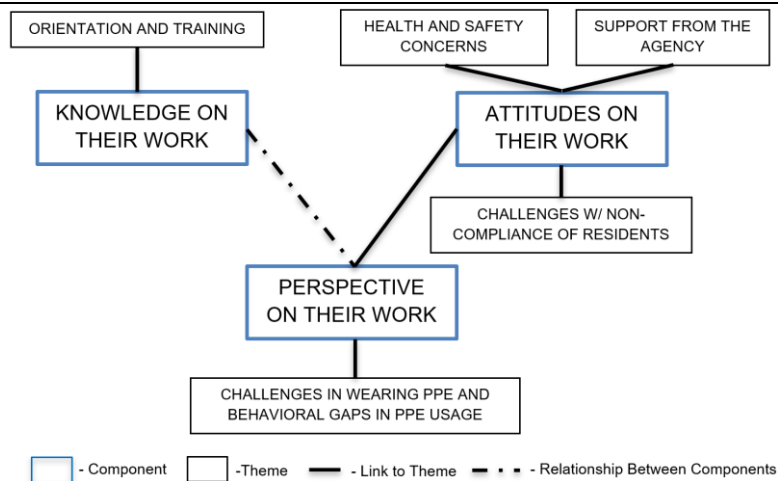 ORIENTATION AND TRAINING
HEALTH AND SAFETY
CONCERNS
SUPPORT FROM THE
AGENCY
KNOWLEDGE ON
THEIR WORK
ATTITUDES ON
THEIR WORK
CHALLENGES W/ NON-
COMPLIANCE OF RESIDENTS
PERSPECTIVE
ON THEIR WORK
CHALLENGES IN WEARING PPE AND
BEHAVIORAL GAPS IN PPE USAGE
- Component
-Theme
- Link to Theme
- Relationship Between Components